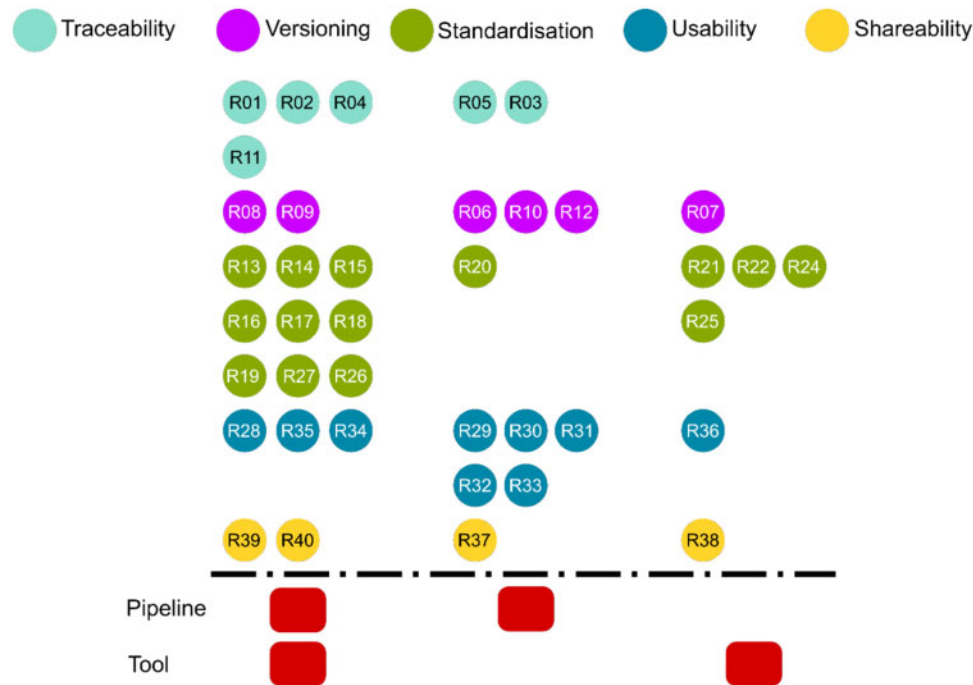 Traceability Versioning Standardisation Usability Shareability
R01 R02 R04 R05 R03
R11
R08 R09 R06 R10 R12 R07
R13 R14 R15 R20 R21 R22 R24
R16 R17 R18 R25
R19 R27 R26
R28 R35 R34 R29 R30 R31 R36
R32 R33
R39 R40 R37 R38
Pipeline
Tool